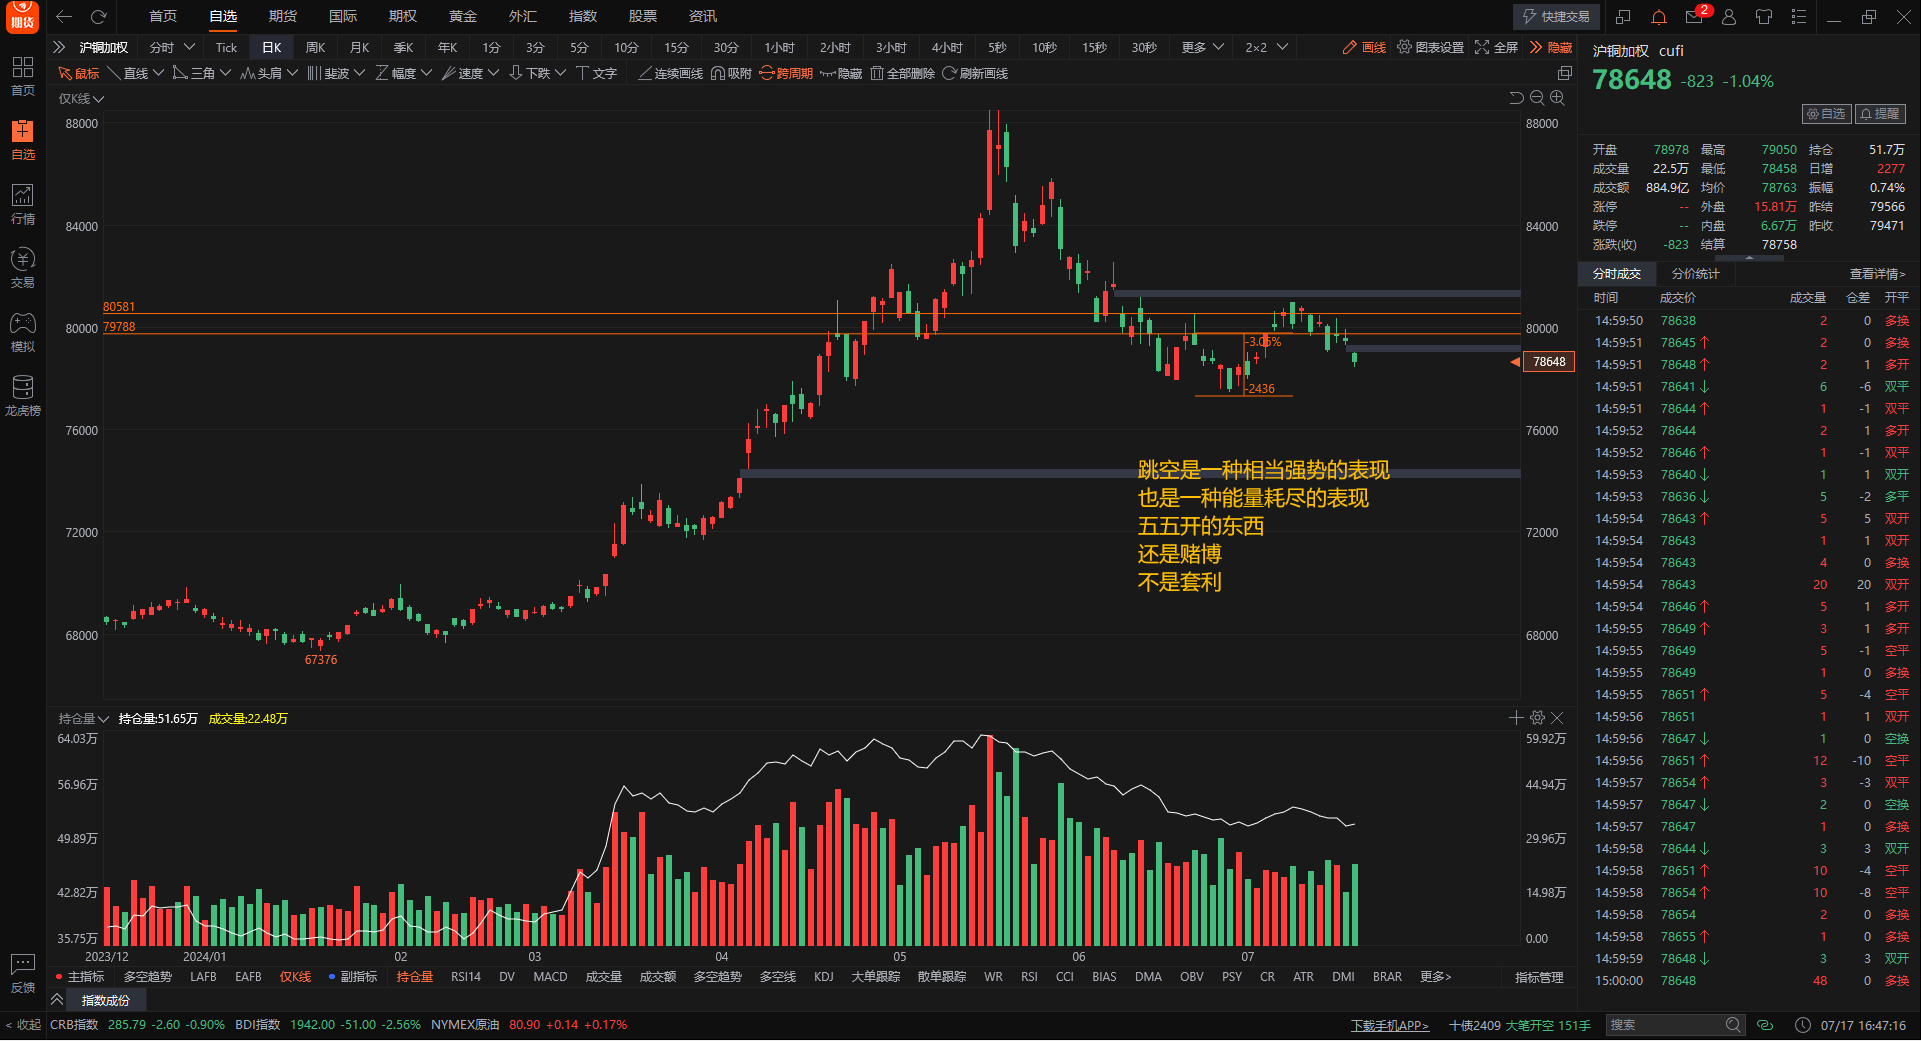 期货 首页 自选 期货 国际 期权 黄金 外汇 指数 股票 资讯 快捷交易 2
沪铜加权 分时 Tick 日K 周K 月K 季K 年K 1分 3分 5分 10分 15分 30分 1小时 2小时 3小时 4小时 5秒 10秒 15秒 30秒 更多 2×2 画线 图表设置 全屏 隐藏
鼠标 直线 三角 头肩 斐波 幅度 速度 下跌 文字 连续画线 吸附 跨周期 隐藏 全部删除 刷新画线
首页
自选
行情
交易
模拟
龙虎榜
反馈
< 收起
仅K线
88000 88000
84000 84000
80581
79788
80000 80000
-3.05%
78648
-2436
76000 76000
跳空是一种相当强势的表现
也是一种能量耗尽的表现
五五开的东西
还是赌博
不是套利
72000 72000
68000 68000
67376
持仓量 持仓量:51.65万 成交量:22.48万
64.03万 59.92万
56.96万 44.94万
49.89万 29.96万
42.82万 14.98万
35.75万 0.00
2023/12 2024/01 02 03 04 05 06 07
主指标 多空趋势 LAFB EAFB 仅K线 副指标 持仓量 RSI14 DV MACD 成交量 成交额 多空趋势 多空线 KDJ 大单跟踪 散单跟踪 WR RSI CCI BIAS DMA OBV PSY CR ATR DMI BRAR 更多> 指标管理
指数成份
沪铜加权 cufi
78648 -823 -1.04%
自选 提醒
开盘 78978 最高 79050 持仓 51.7万
成交量 22.5万 最低 78458 日增 2277
成交额 884.9亿 均价 78763 振幅 0.74%
涨停 -- 外盘 15.81万 昨结 79566
跌停 -- 内盘 6.67万 昨收 79471
涨跌(收) -823 结算 78758
分时成交 分价统计 查看详情>
时间 成交价 成交量 仓差 开平
14:59:50 78638 2 0 多换
14:59:51 78645↑ 2 0 多换
14:59:51 78648↑ 2 1 多开
14:59:51 78641↓ 6 -6 双平
14:59:51 78644↑ 1 -1 双平
14:59:52 78644 2 1 多开
14:59:52 78646↑ 1 -1 双平
14:59:53 78640↓ 1 1 双开
14:59:53 78636↓ 5 -2 多平
14:59:54 78643↑ 5 5 双开
14:59:54 78643 1 1 双开
14:59:54 78643 4 0 多换
14:59:54 78643 20 20 双开
14:59:54 78646↑ 5 1 多开
14:59:55 78649↑ 3 1 多开
14:59:55 78649 5 -1 空平
14:59:55 78649 1 0 多换
14:59:55 78651↑ 5 -4 空平
14:59:56 78651 1 1 双开
14:59:56 78647↓ 1 0 空换
14:59:56 78651↑ 12 -10 空平
14:59:57 78654↑ 3 -3 双平
14:59:57 78647↓ 2 0 空换
14:59:57 78647 1 0 多换
14:59:58 78644↓ 3 3 双开
14:59:58 78651↑ 10 -4 空平
14:59:58 78654↑ 10 -8 空平
14:59:58 78654 2 0 多换
14:59:58 78655↑ 1 0 多换
14:59:59 78648↓ 3 3 双开
15:00:00 78648 48 0 多换
CRB指数 285.79 -2.60 -0.90% BDI指数 1942.00 -51.00 -2.56% NYMEX原油 80.90 +0.14 +0.17% 下载手机APP> 十债2409 大笔开空 151手 搜索 07/17 16:47:16